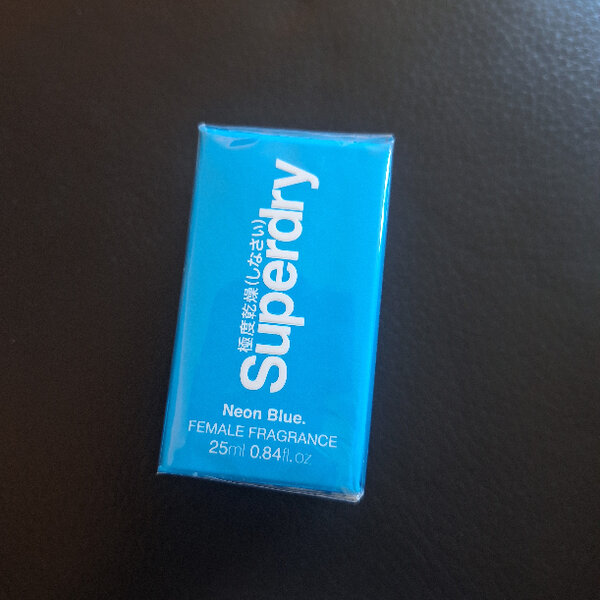 極度乾燥(しなさい)
Superdry
Neon Blue.
FEMALE FRAGRANCE
25ml 0.84fl.oz